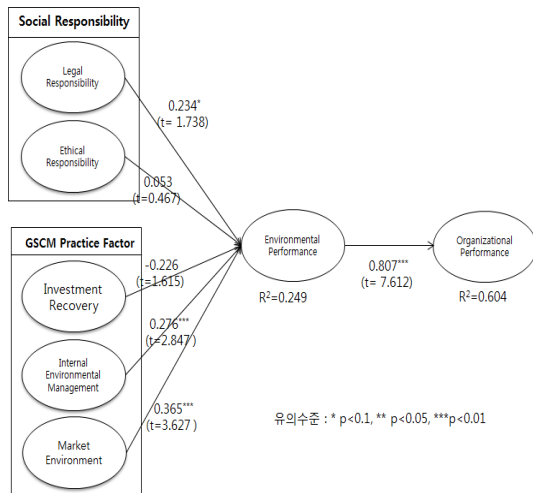 Social Responsibility
Legal
Responsibility
0.234*
(t= 1.738)
Ethical
Responsibility
0.053
(t=0.467)
GSCM Practice Factor
Investment
Recovery
-0.226
(t=1.615)
Internal
Environmental
Management
0.276***
(t=2.847 )
Market
Environment
0.365***
(t=3.627 )
Environmental
Performance
R²=0.249
0.807***
(t= 7.612)
Organizational
Performance
R²=0.604
유의수준 : * p<0.1, ** p<0.05, ***p<0.01